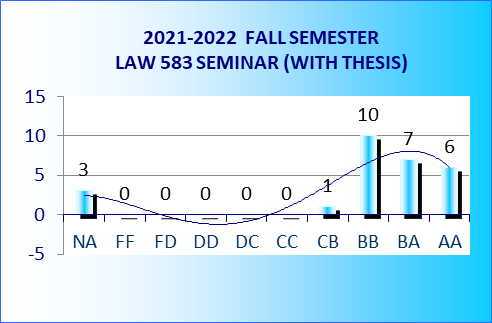 2021-2022 FALL SEMESTER
LAW 583 SEMINAR (WITH THESIS)
15
10
5
0
-5
3 0 0 0 0 0 1 10 7 6
NA FF FD DD DC CC CB BB BA AA